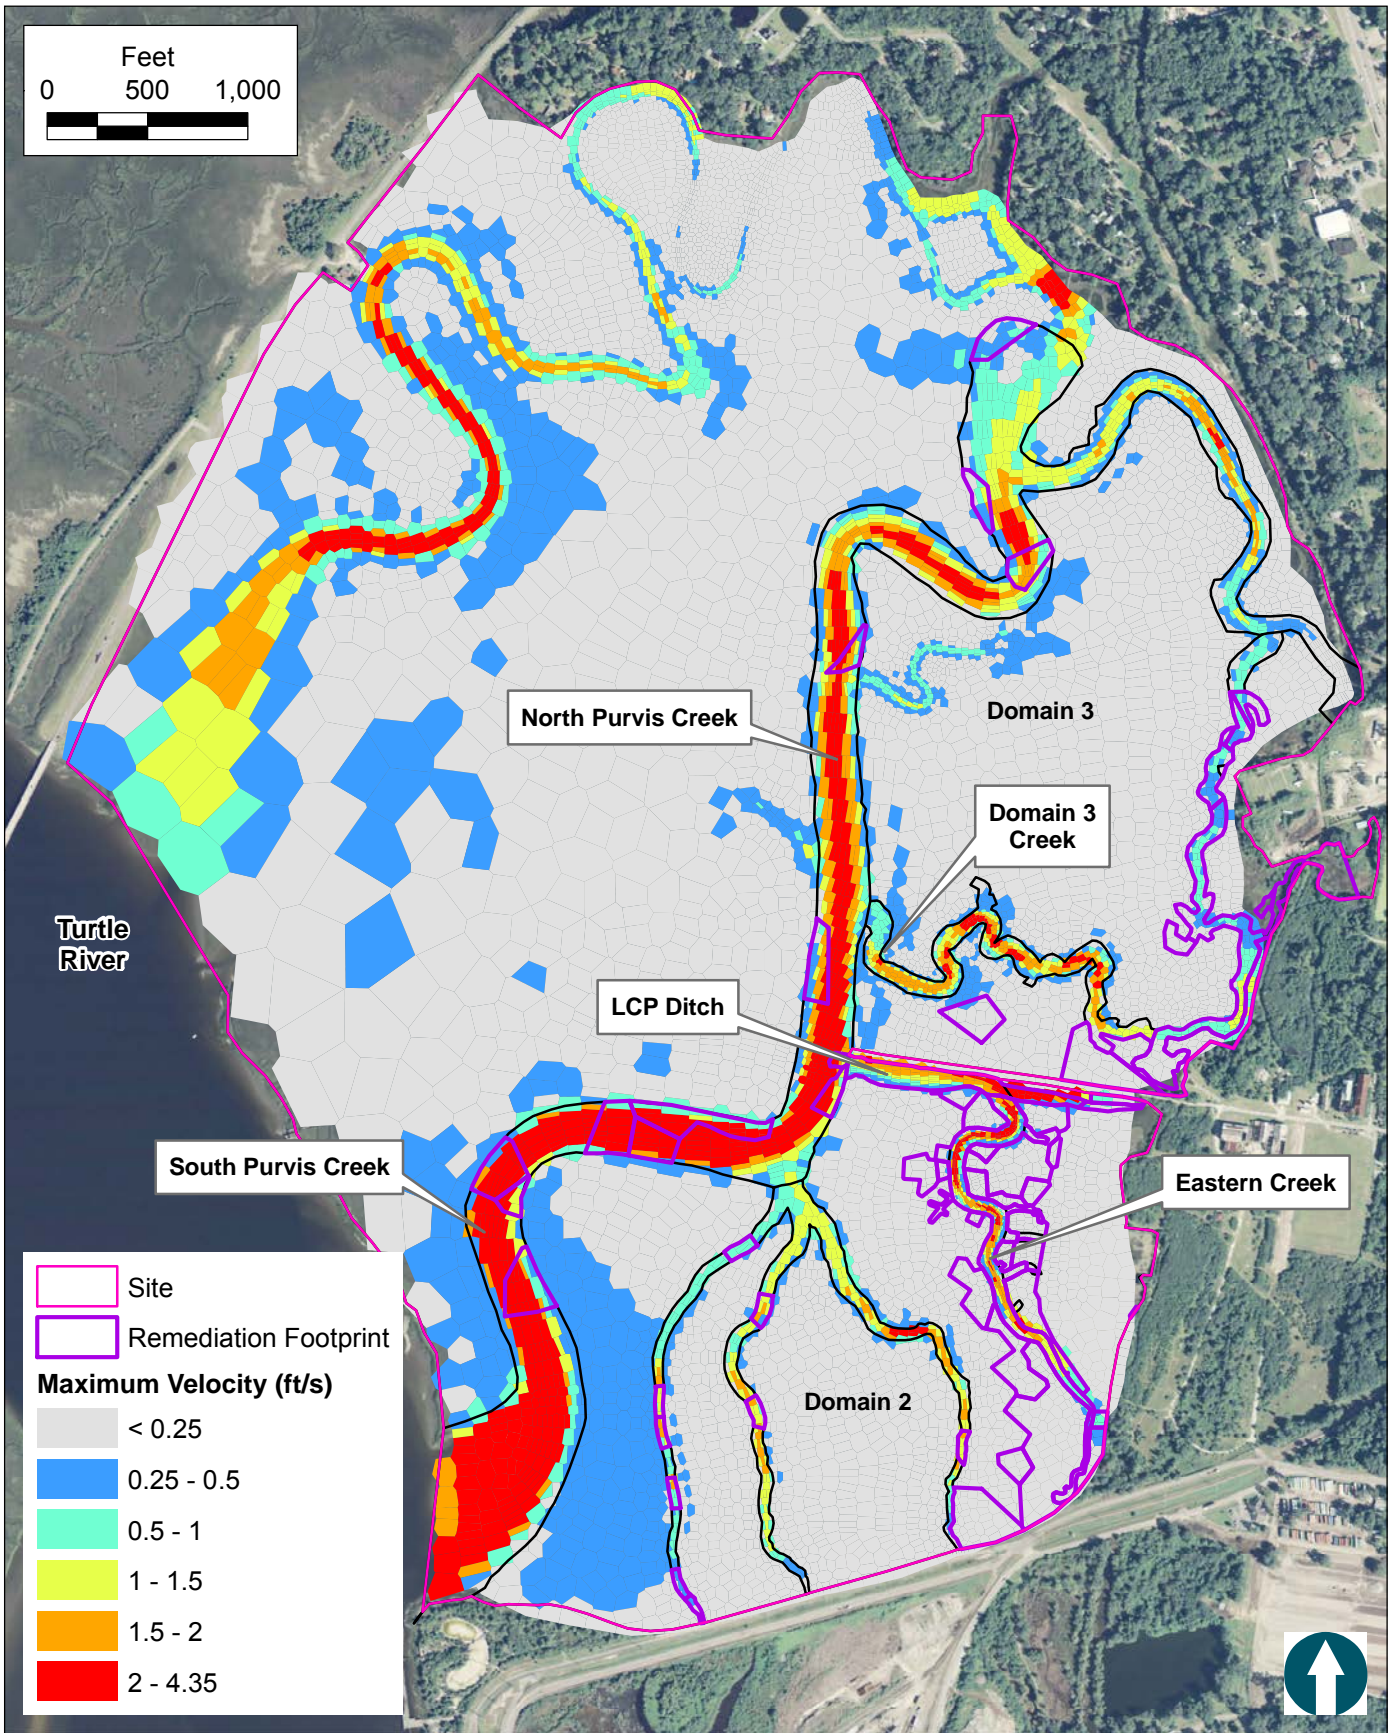 Feet
0 500 1,000
North Purvis Creek
Domain 3
Domain 3
Creek
Turtle
River
LCP Ditch
South Purvis Creek
Eastern Creek
Domain 2
Site
Remediation Footprint
Maximum Velocity (ft/s)
< 0.25
0.25 - 0.5
0.5 - 1
1 - 1.5
1.5 - 2
2 - 4.35